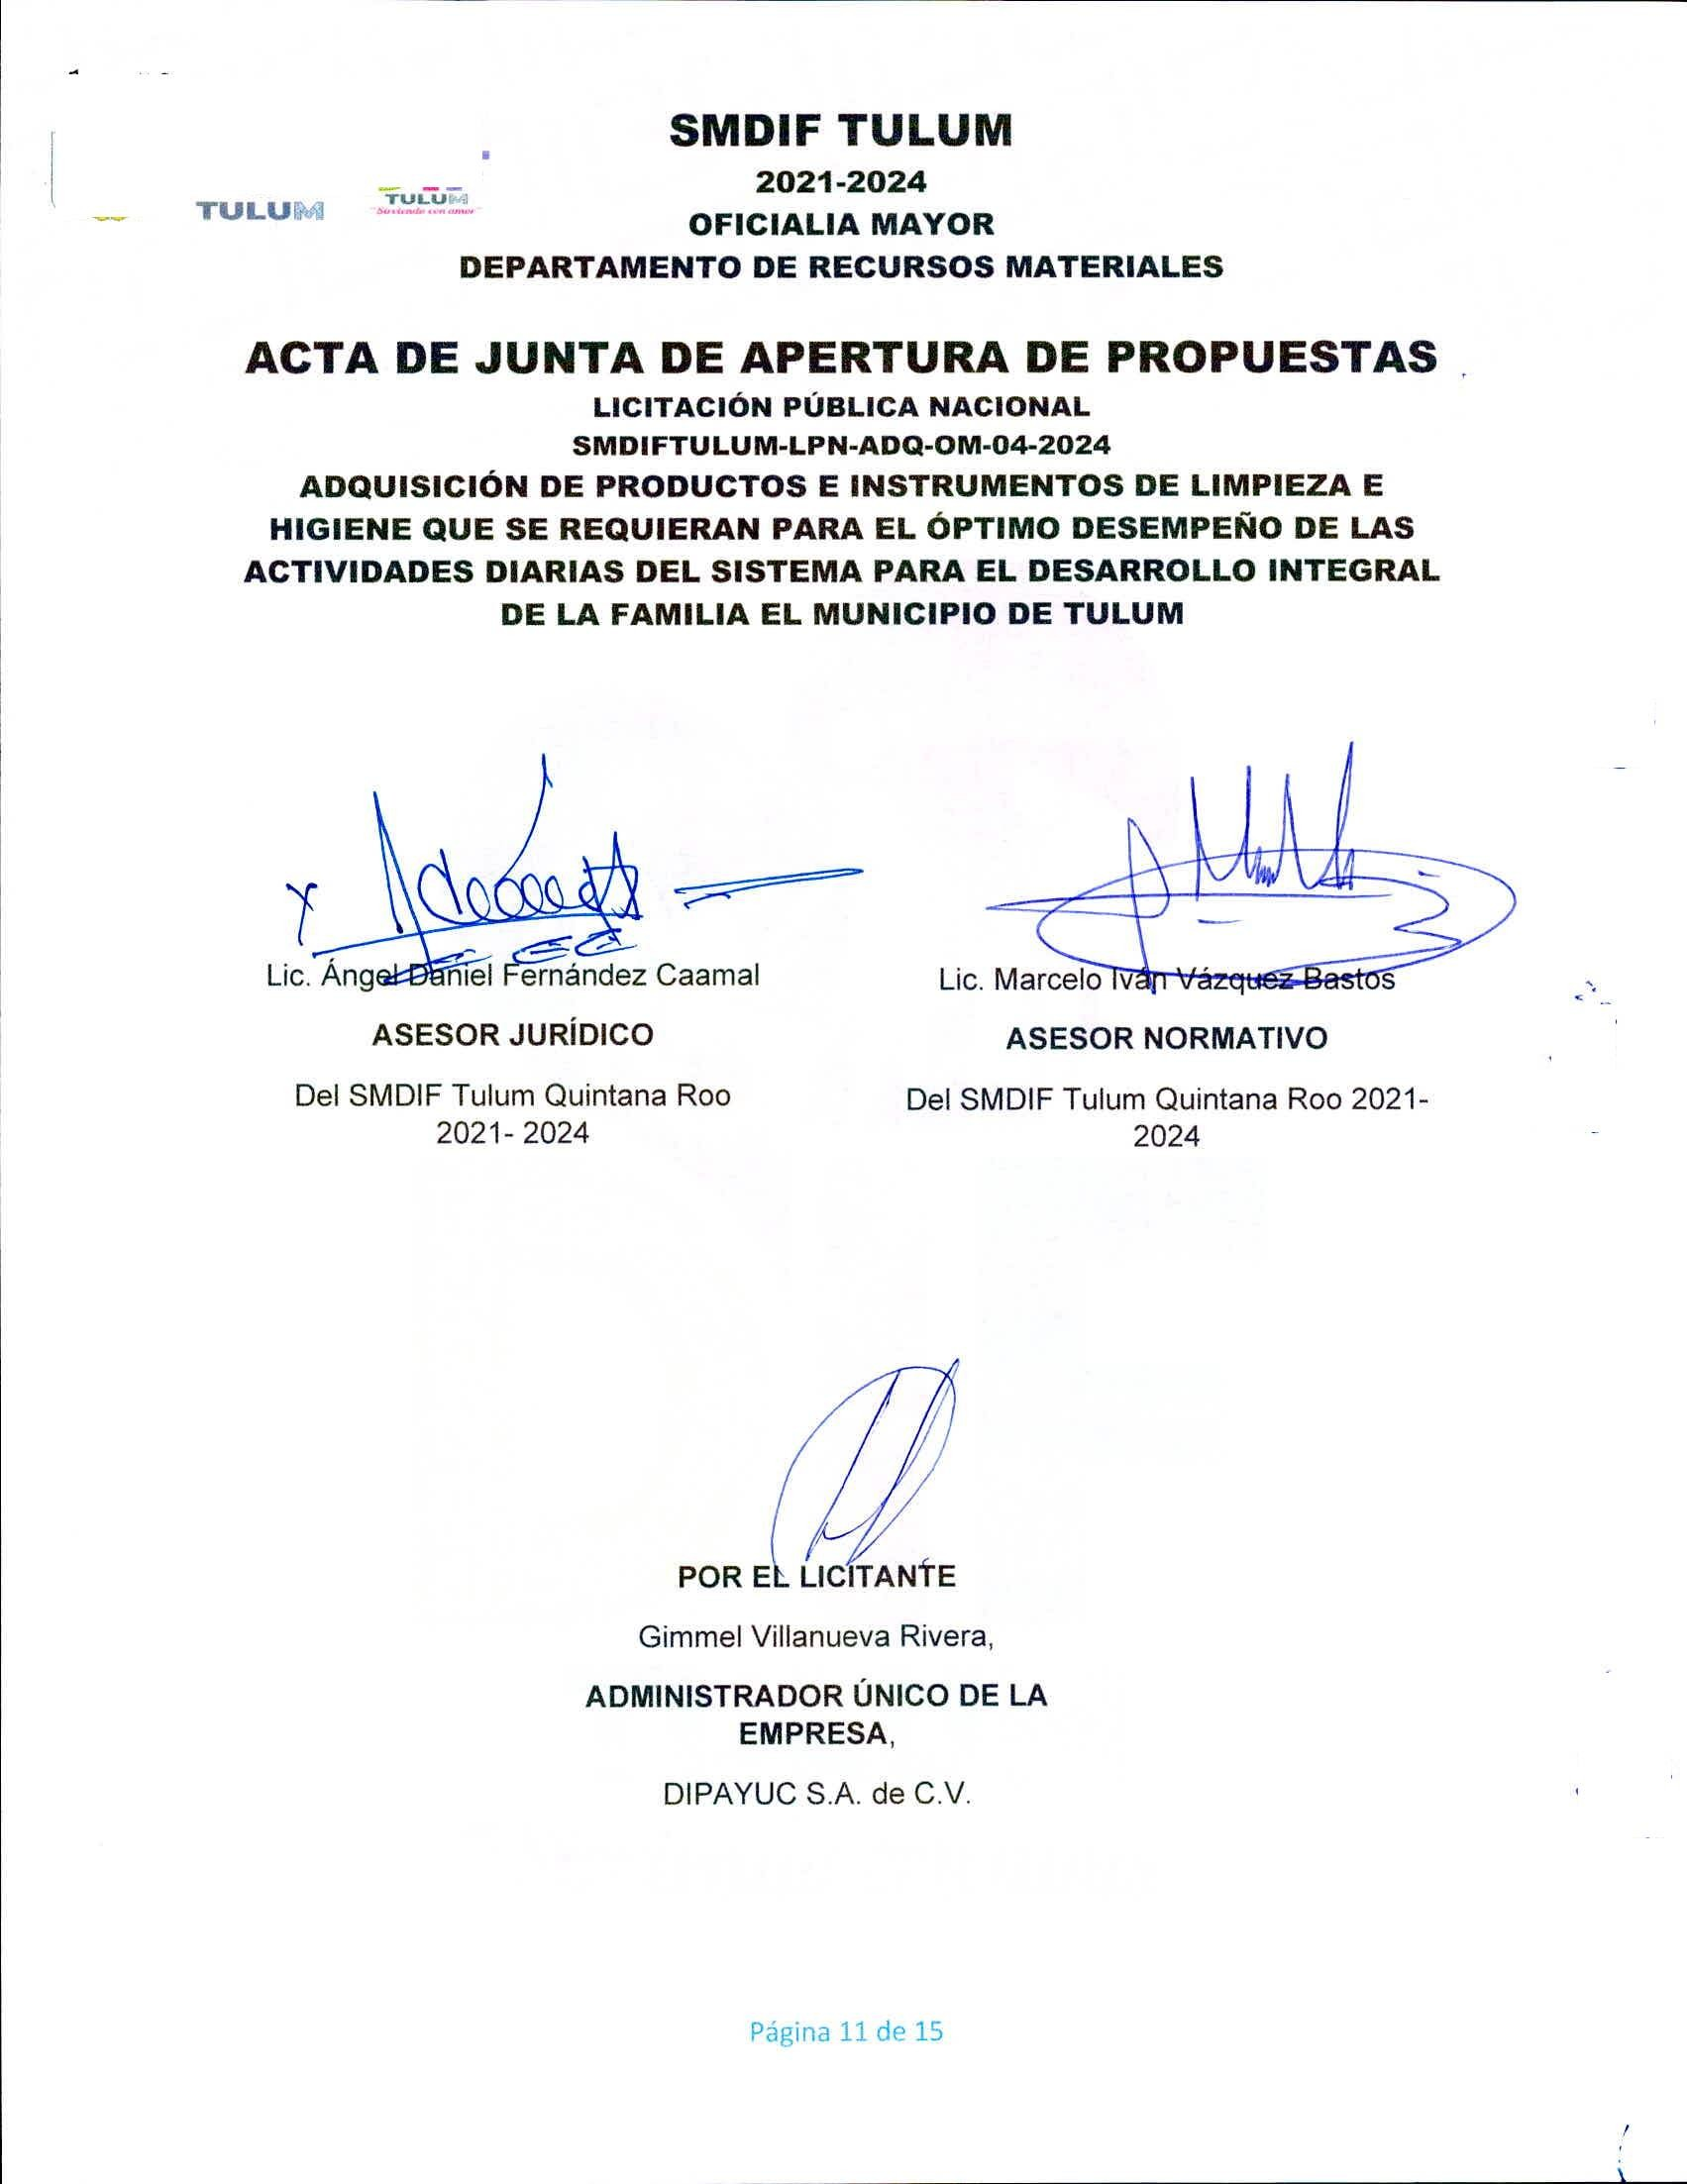 SMDIF TULUM
2021-2024
OFICIALIA MAYOR
DEPARTAMENTO DE RECURSOS MATERIALES
TULUM
TULUM
"Sirviendo con amor"
ACTA DE JUNTA DE APERTURA DE PROPUESTAS
LICITACIÓN PÚBLICA NACIONAL
SMDIFTULUM-LPN-ADQ-OM-04-2024
ADQUISICIÓN DE PRODUCTOS E INSTRUMENTOS DE LIMPIEZA E
HIGIENE QUE SE REQUIERAN PARA EL ÓPTIMO DESEMPEÑO DE LAS
ACTIVIDADES DIARIAS DEL SISTEMA PARA EL DESARROLLO INTEGRAL
DE LA FAMILIA EL MUNICIPIO DE TULUM
Lic. Ángel Daniel Fernández Caamal
ASESOR JURÍDICO
Del SMDIF Tulum Quintana Roo
2021- 2024
Lic. Marcelo Iván Vázquez Bastos
ASESOR NORMATIVO
Del SMDIF Tulum Quintana Roo 2021-
2024
POR EL LICITANTE
Gimmel Villanueva Rivera,
ADMINISTRADOR ÚNICO DE LA
EMPRESA,
DIPAYUC S.A. de C.V.
Página 11 de 15